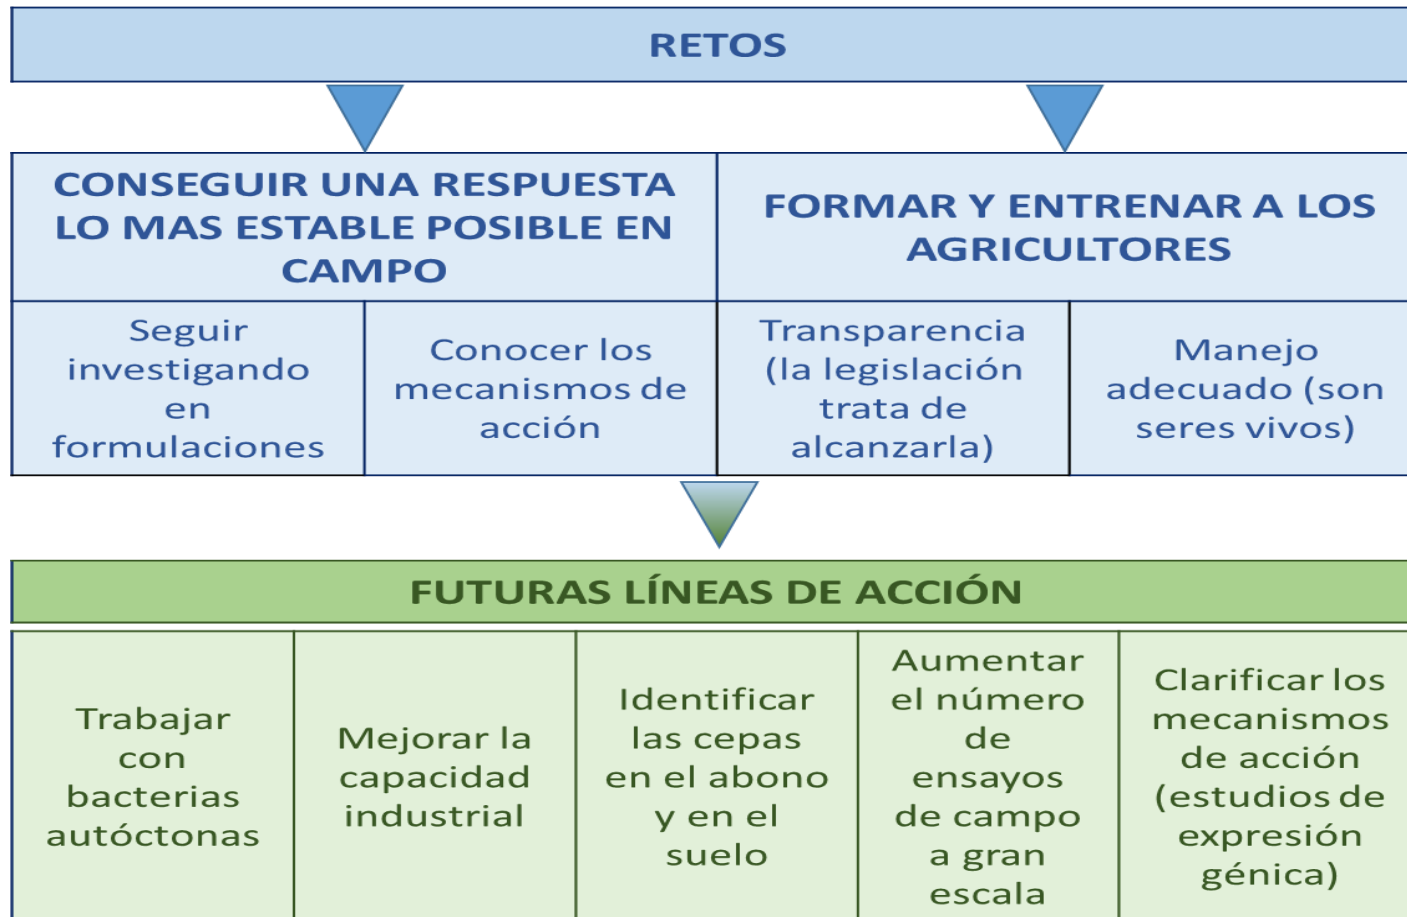 RETOS
CONSEGUIR UNA RESPUESTA
LO MAS ESTABLE POSIBLE EN
CAMPO
FORMAR Y ENTRENAR A LOS
AGRICULTORES
Seguir
investigando
en
formulaciones
Conocer los
mecanismos de
acción
Transparencia
(la legislación
trata de
alcanzarla)
Manejo
adecuado (son
seres vivos)
FUTURAS LÍNEAS DE ACCIÓN
Trabajar
con
bacterias
autóctonas
Mejorar la
capacidad
industrial
Identificar
las cepas
en el abono
y en el
suelo
Aumentar
el número
de
ensayos
de campo
a gran
escala
Clarificar los
mecanismos
de acción
(estudios de
expresión
génica)